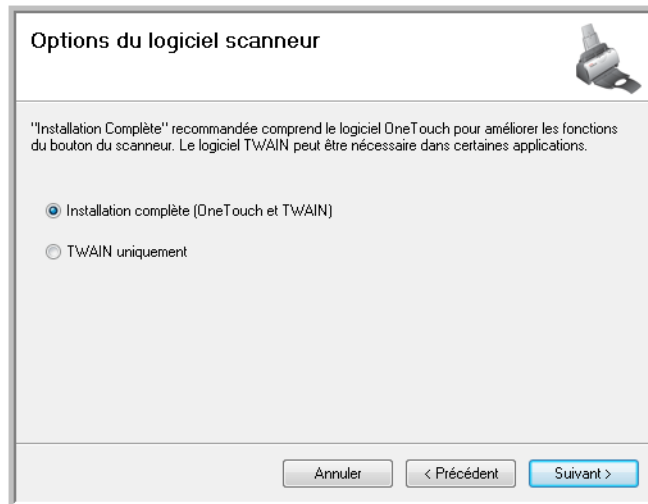 Options du logiciel scanneur
"Installation Complète" recommandée comprend le logiciel OneTouch pour améliorer les fonctions
du bouton du scanneur. Le logiciel TWAIN peut être nécessaire dans certaines applications.
Installation complète (OneTouch et TWAIN)
TWAIN uniquement
Annuler
< Précédent
Suivant >